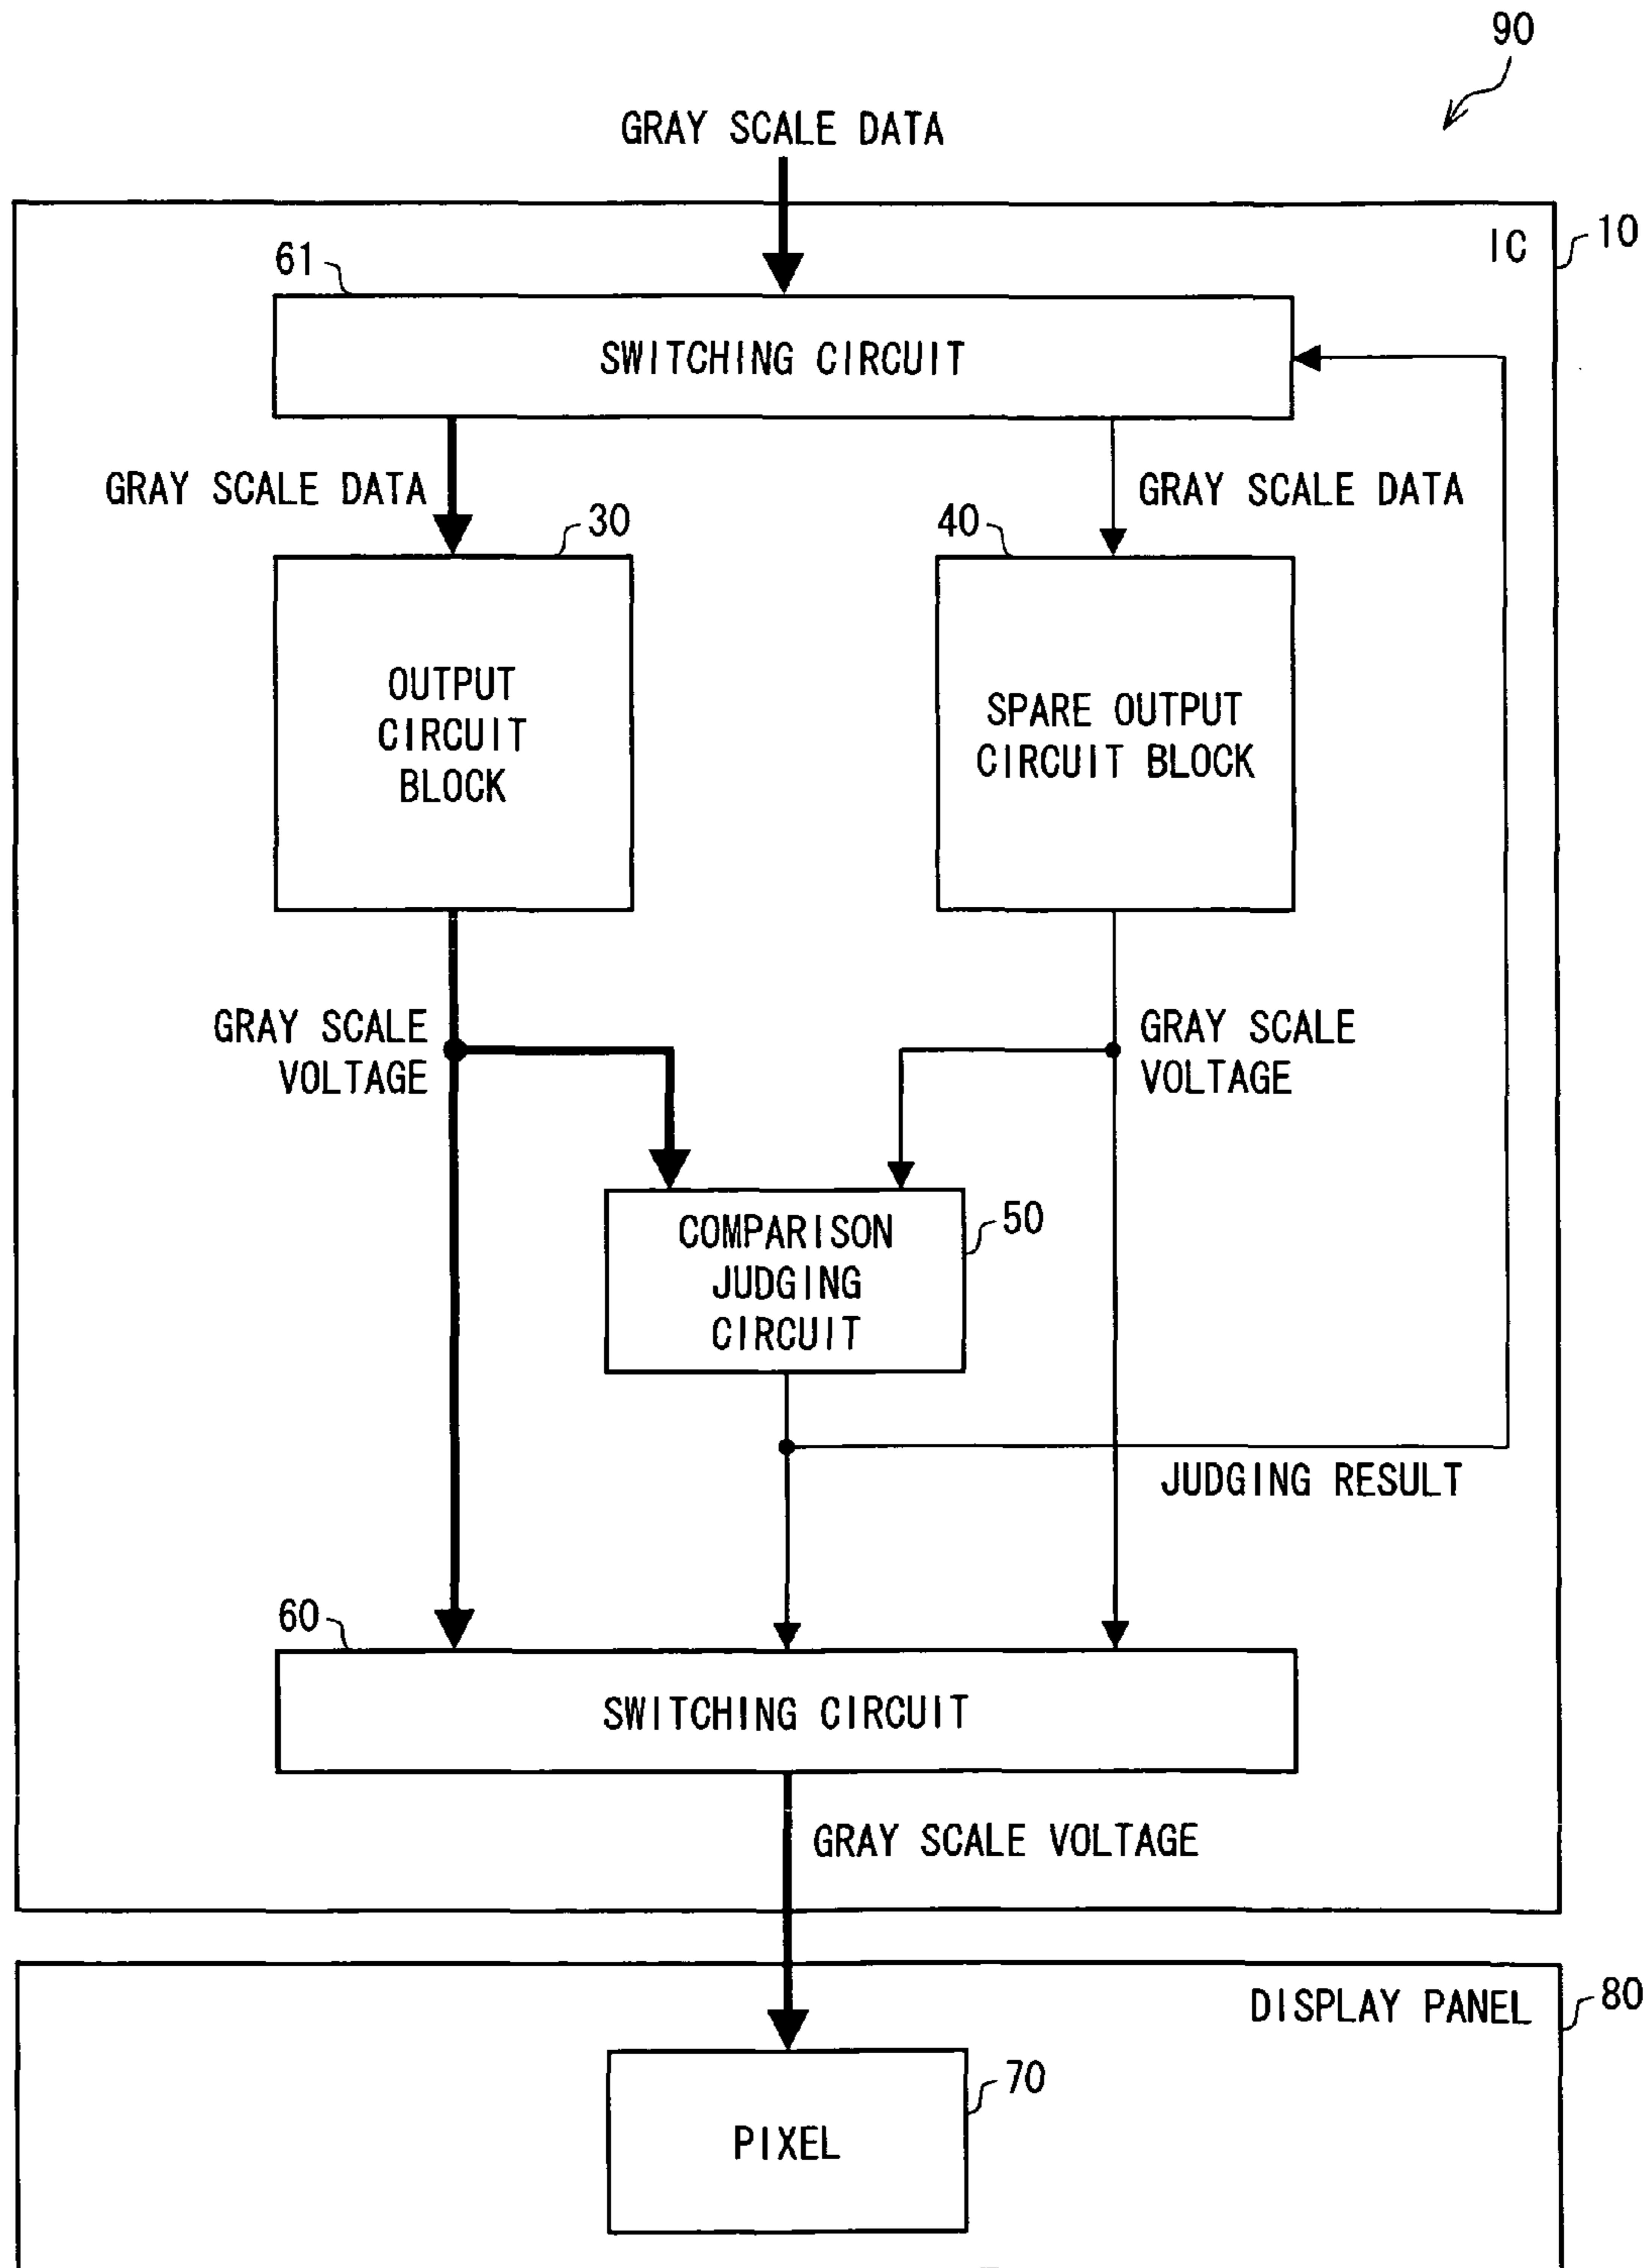 90
GRAY SCALE DATA
IC
10
61
SWITCHING CIRCUIT
GRAY SCALE DATA
GRAY SCALE DATA
30
40
OUTPUT
CIRCUIT
BLOCK
SPARE OUTPUT
CIRCUIT BLOCK
GRAY SCALE
VOLTAGE
GRAY SCALE
VOLTAGE
50
COMPARISON
JUDGING
CIRCUIT
JUDGING RESULT
60
SWITCHING CIRCUIT
GRAY SCALE VOLTAGE
DISPLAY PANEL
80
70
PIXEL